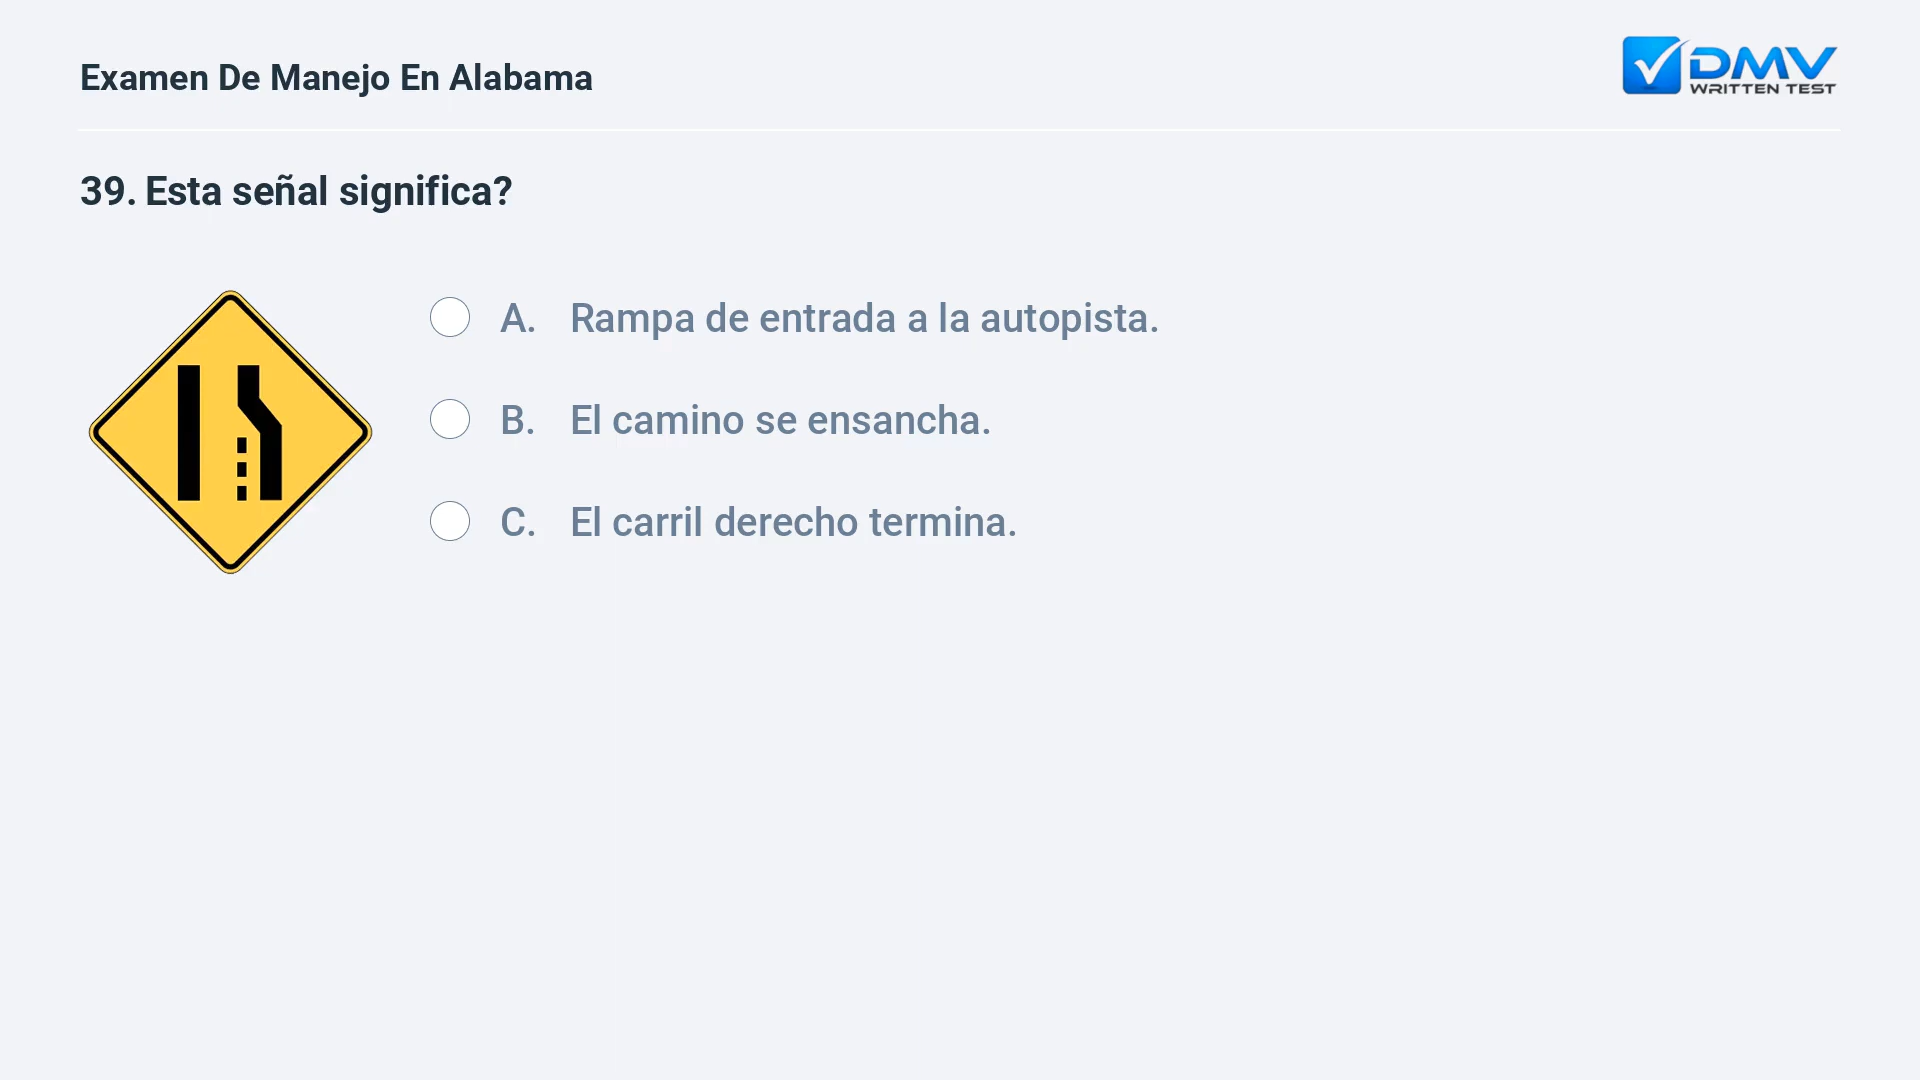 Examen De Manejo En Alabama
DMV
WRITTEN TEST
39. Esta señal significa?
A. Rampa de entrada a la autopista.
B. El camino se ensancha.
C. El carril derecho termina.